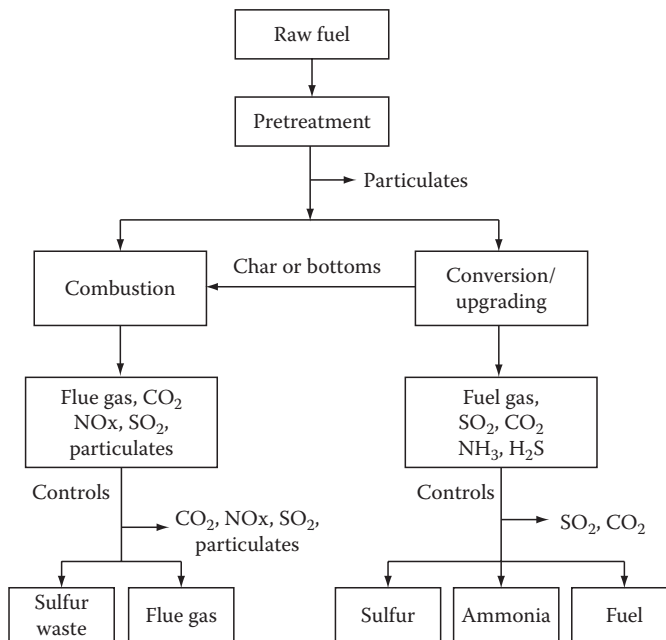 Raw fuel
Pretreatment
Particulates
Combustion
Char or bottoms
Conversion/
upgrading
Flue gas, CO₂
NOx, SO₂,
particulates
Fuel gas,
SO₂, CO₂
NH₃, H₂S
Controls
CO₂, NOx, SO₂,
particulates
Controls
SO₂, CO₂
Sulfur
waste
Flue gas
Sulfur
Ammonia
Fuel